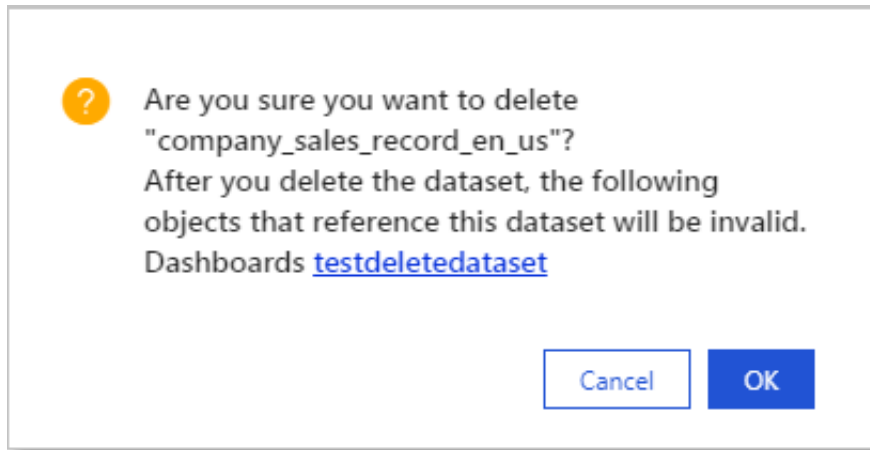 ?
Are you sure you want to delete
"company_sales_record_en_us"?
After you delete the dataset, the following
objects that reference this dataset will be invalid.
Dashboards testdeletedataset
Cancel OK